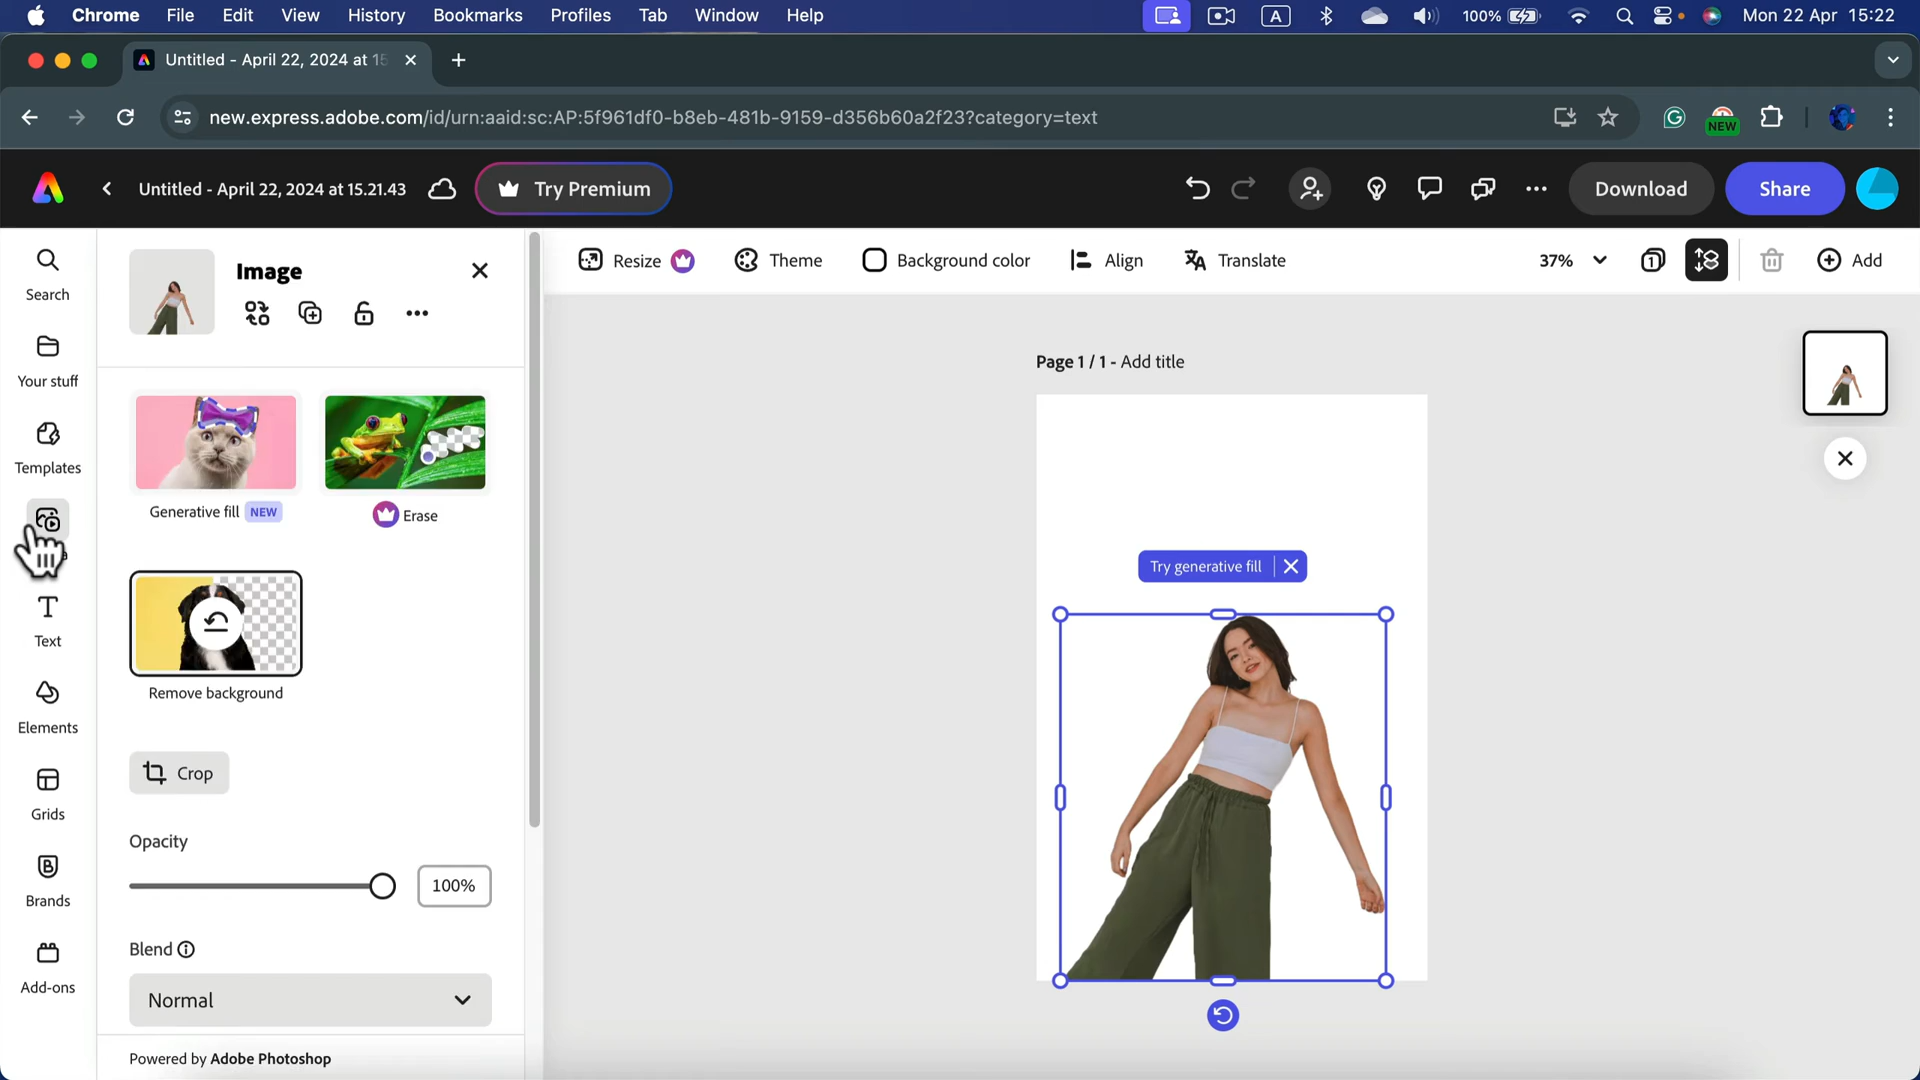 Chrome File Edit View History Bookmarks Profiles Tab Window Help A 100% Mon 22 Apr 15:22
Untitled - April 22, 2024 at 15
new.express.adobe.com/id/urn:aaid:sc:AP:5f961df0-b8eb-481b-9159-d356b60a2f23?category=text NEW
Untitled - April 22, 2024 at 15.21.43 Try Premium Download Share
Search
Your stuff
Templates
Text
Elements
Grids
Brands
Add-ons
Image
Generative fill NEW
Erase
Remove background
Crop
Opacity
100%
Blend
Normal
Powered by Adobe Photoshop
Resize Theme Background color Align Translate 37% 1 Add
Page 1 / 1 - Add title
Try generative fill